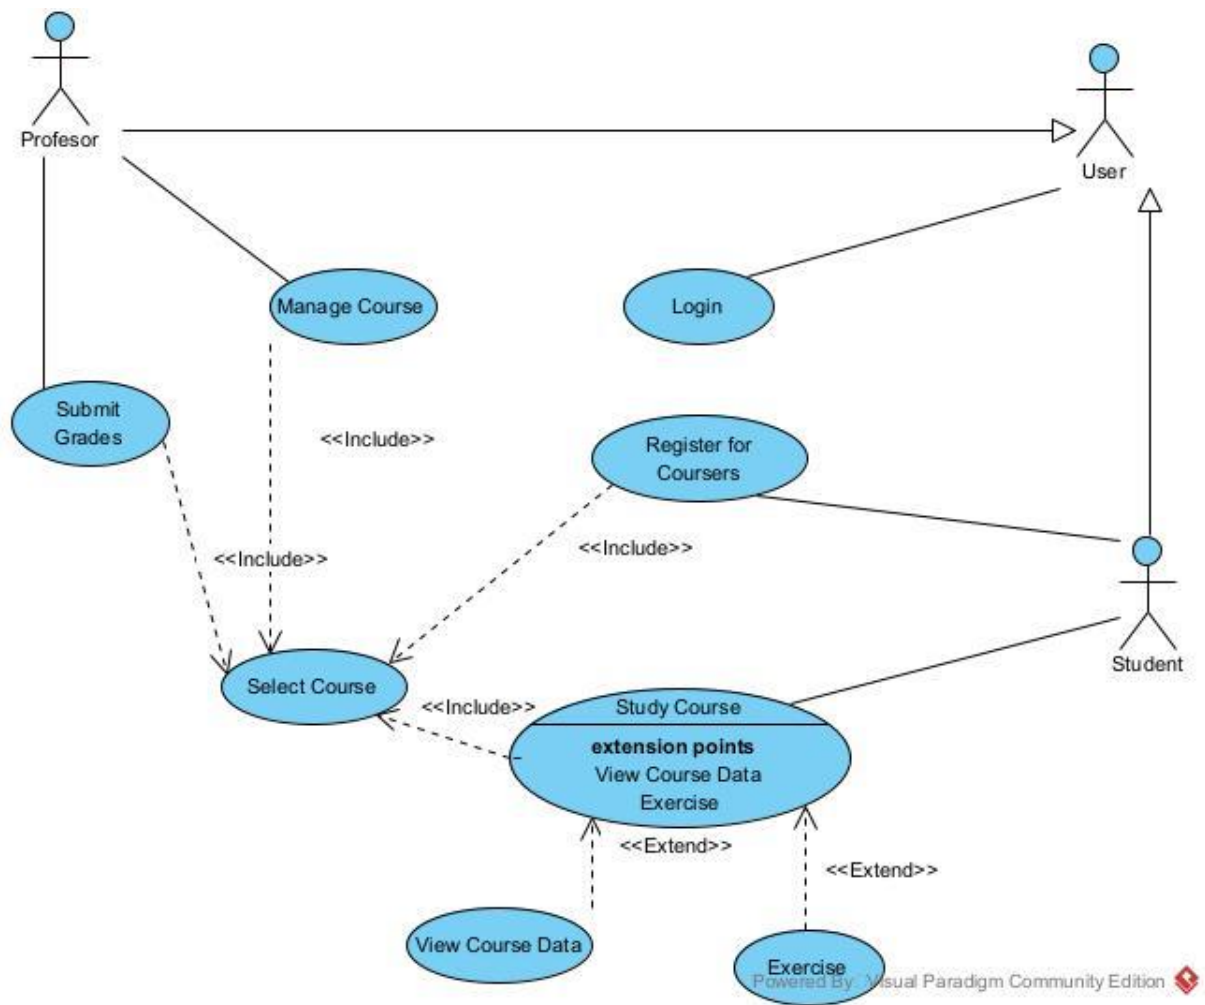 Profesor
User
Manage Course
Login
Submit
Grades
<<Include>>
Register for
Coursers
<<Include>>
<<Include>>
Student
Select Course
<<Include>>
Study Course
extension points
View Course Data
Exercise
<<Extend>>
<<Extend>>
View Course Data
Exercise
Powered By: Visual Paradigm Community Edition